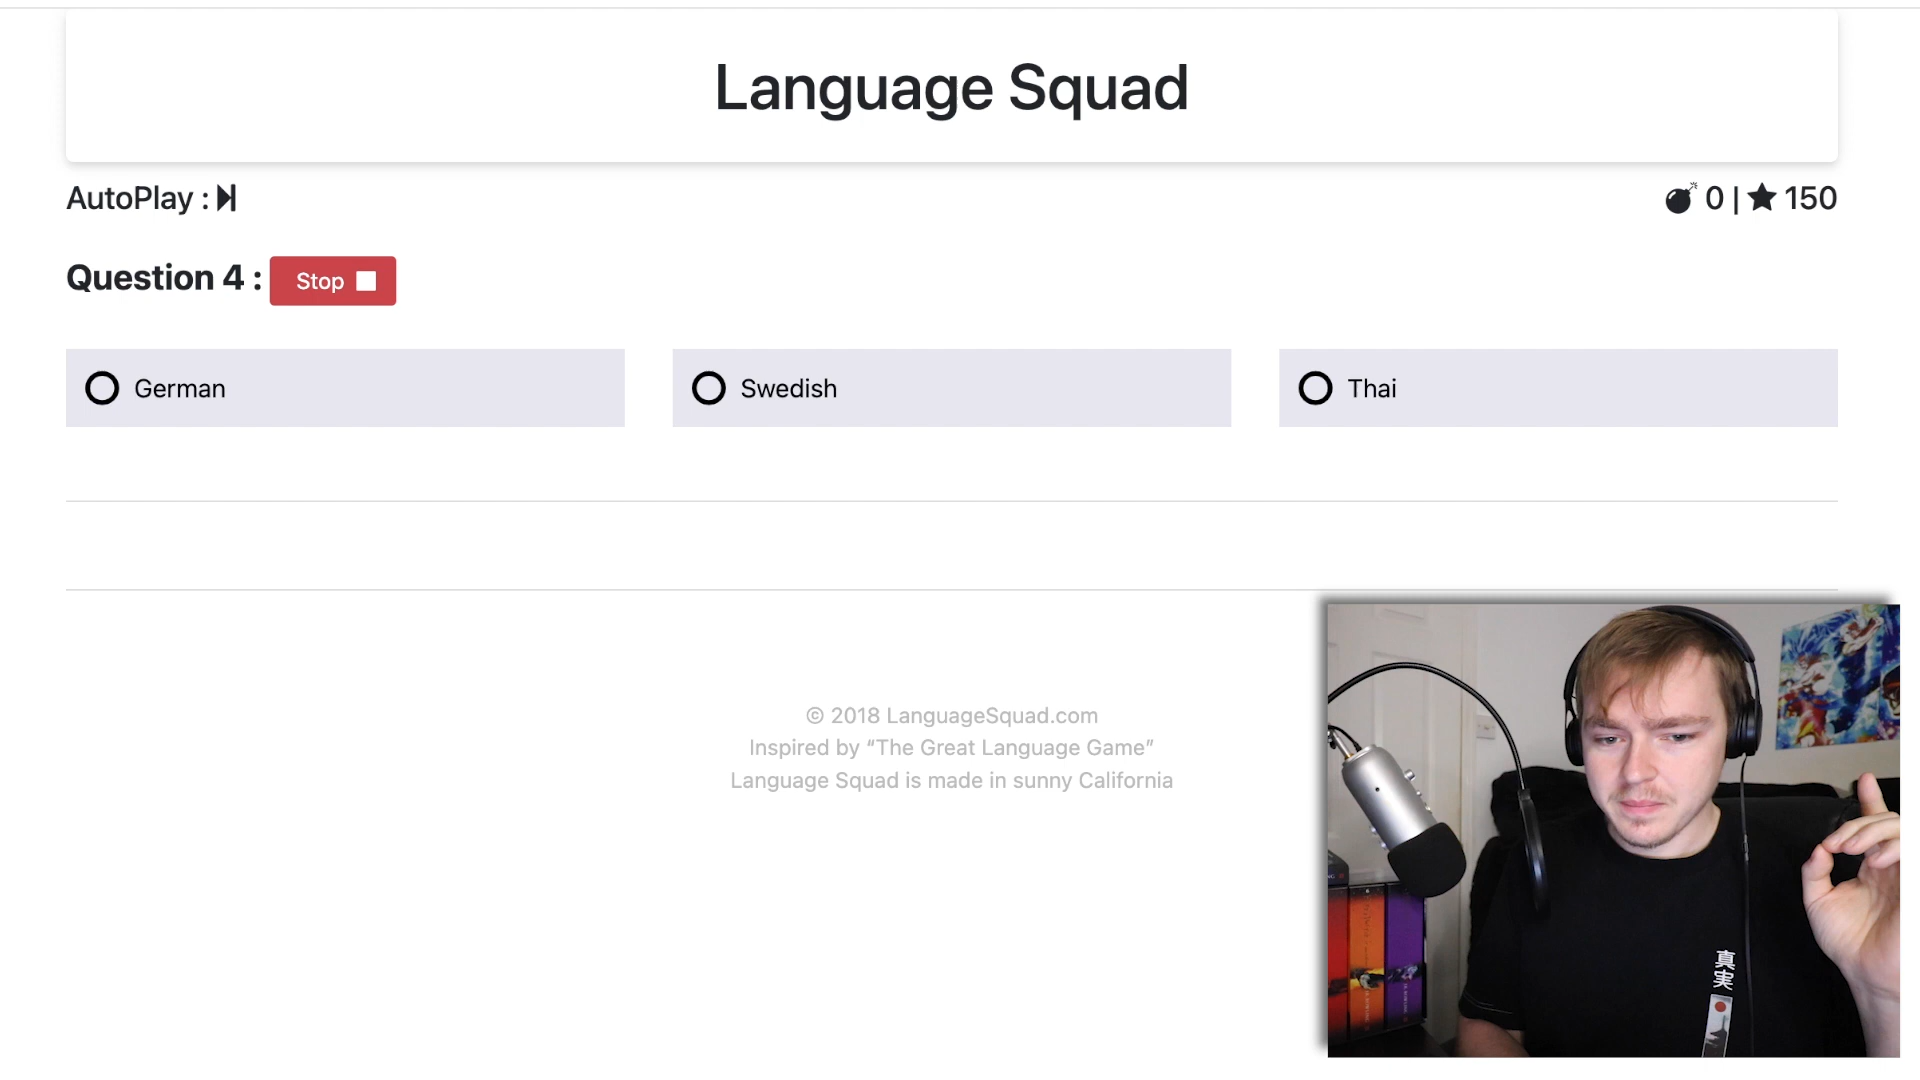 Language Squad
AutoPlay :
0 | 150
Question 4 : Stop
German
Swedish
Thai
© 2018 LanguageSquad.com
Inspired by “The Great Language Game”
Language Squad is made in sunny California
真実